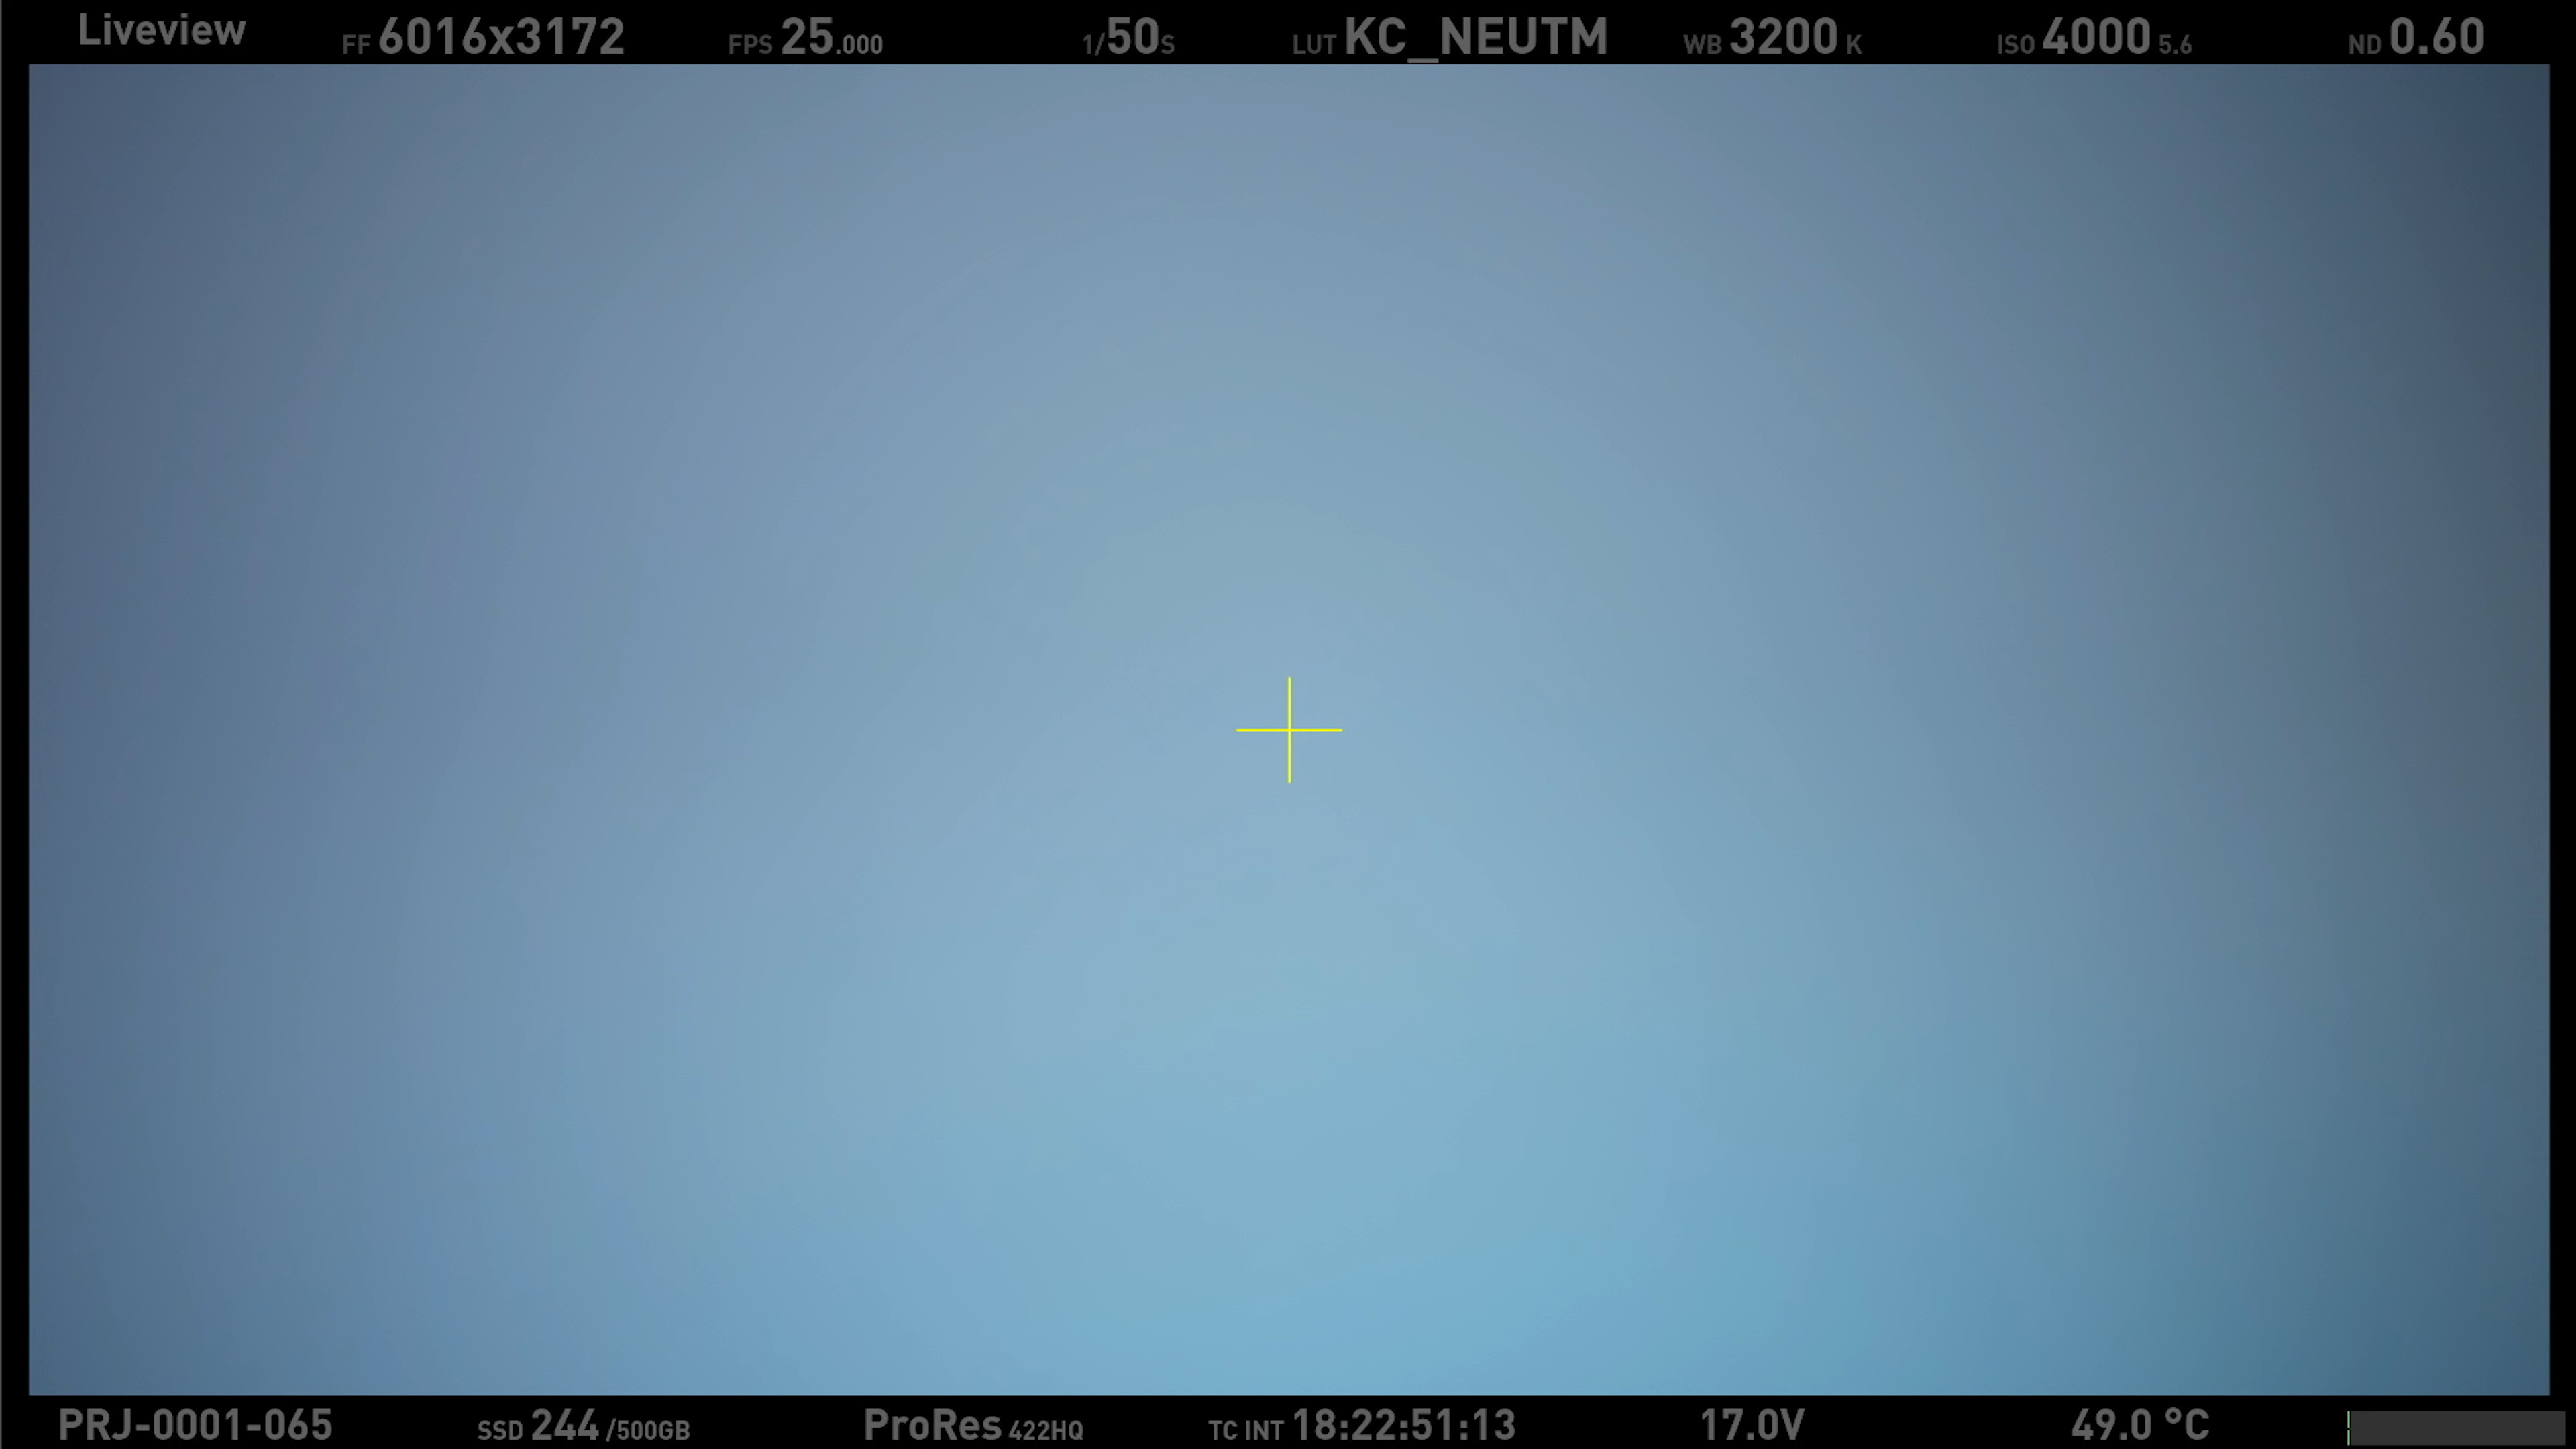 Liveview FF 6016x3172 FPS 25.000 1/50S LUT KC_NEUTM WB 3200 K ISO 4000 5.6 ND 0.60
PRJ-0001-065 SSD 244/500GB ProRes 422HQ TC INT 18:22:51:13 17.0V 49.0 °C